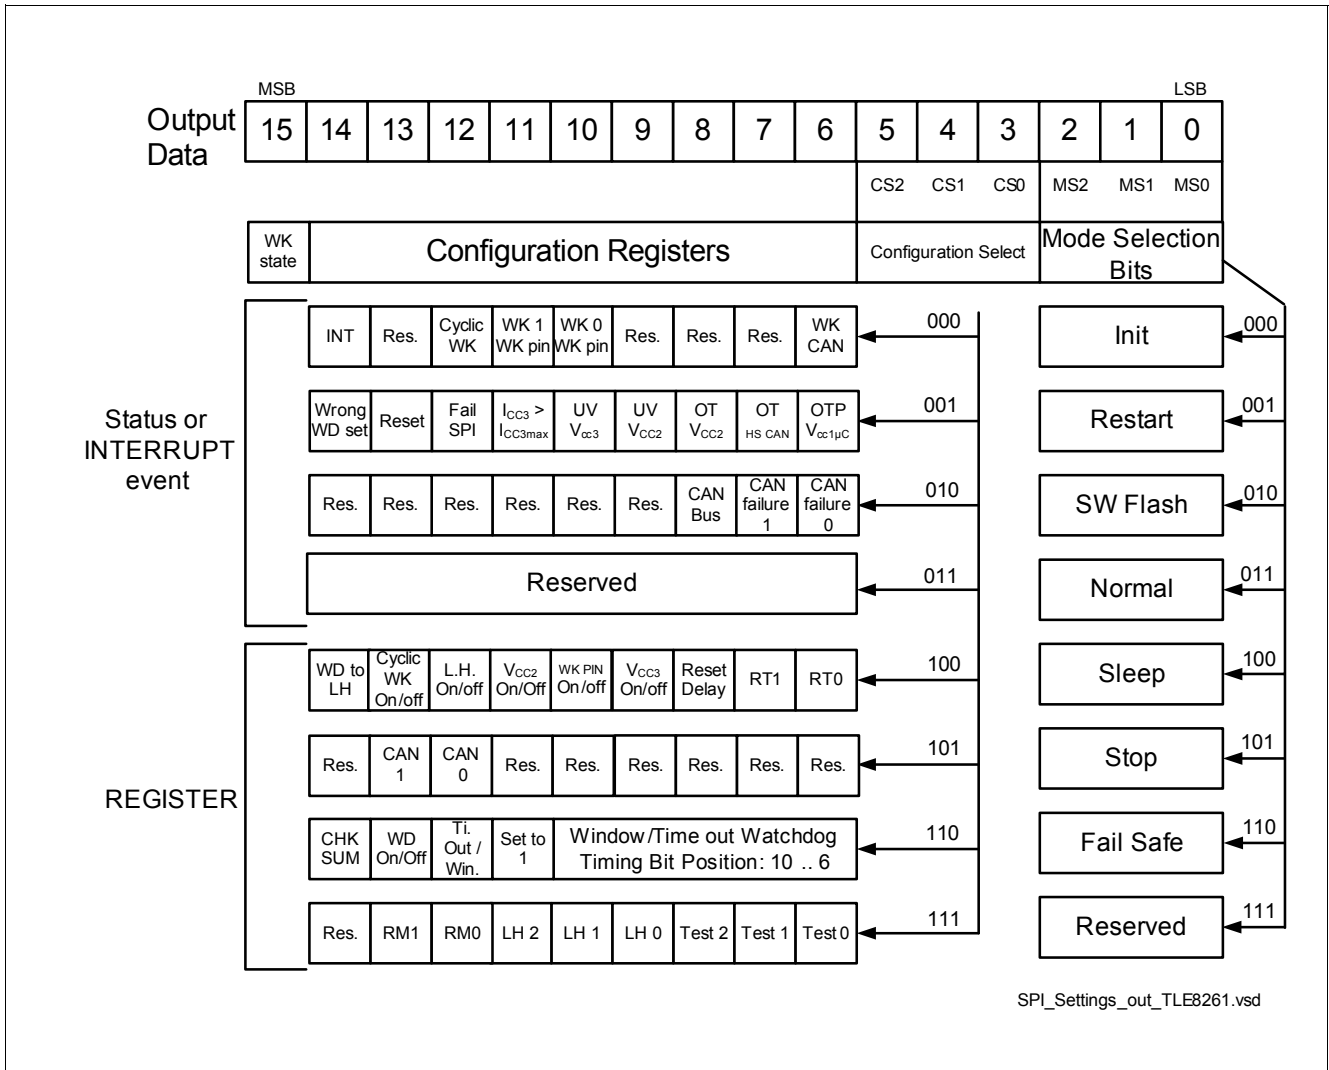 MSB LSB
Output Data 15 14 13 12 11 10 9 8 7 6 5 4 3 2 1 0
CS2 CS1 CS0 MS2 MS1 MS0
WK state Configuration Registers Configuration Select Mode Selection Bits
Status or INTERRUPT event
INT Res. Cyclic WK WK 1 WK pin WK 0 WK pin Res. Res. Res. WK CAN 000 Init 000
Wrong WD set Reset Fail SPI ICC3 > ICC3max UV Vcc3 UV VCC2 OT VCC2 OT HS CAN OTP Vcc1µC 001 Restart 001
Res. Res. Res. Res. Res. Res. CAN Bus CAN failure 1 CAN failure 0 010 SW Flash 010
Reserved 011 Normal 011
REGISTER
WD to LH Cyclic WK On/off L.H. On/off VCC2 On/Off WK PIN On/off VCC3 On/off Reset Delay RT1 RT0 100 Sleep 100
Res. CAN 1 CAN 0 Res. Res. Res. Res. Res. Res. 101 Stop 101
CHK SUM WD On/Off Ti. Out / Win. Set to 1 Window/Time out Watchdog Timing Bit Position: 10 .. 6 110 Fail Safe 110
Res. RM1 RM0 LH 2 LH 1 LH 0 Test 2 Test 1 Test 0 111 Reserved 111
SPI_Settings_out_TLE8261.vsd